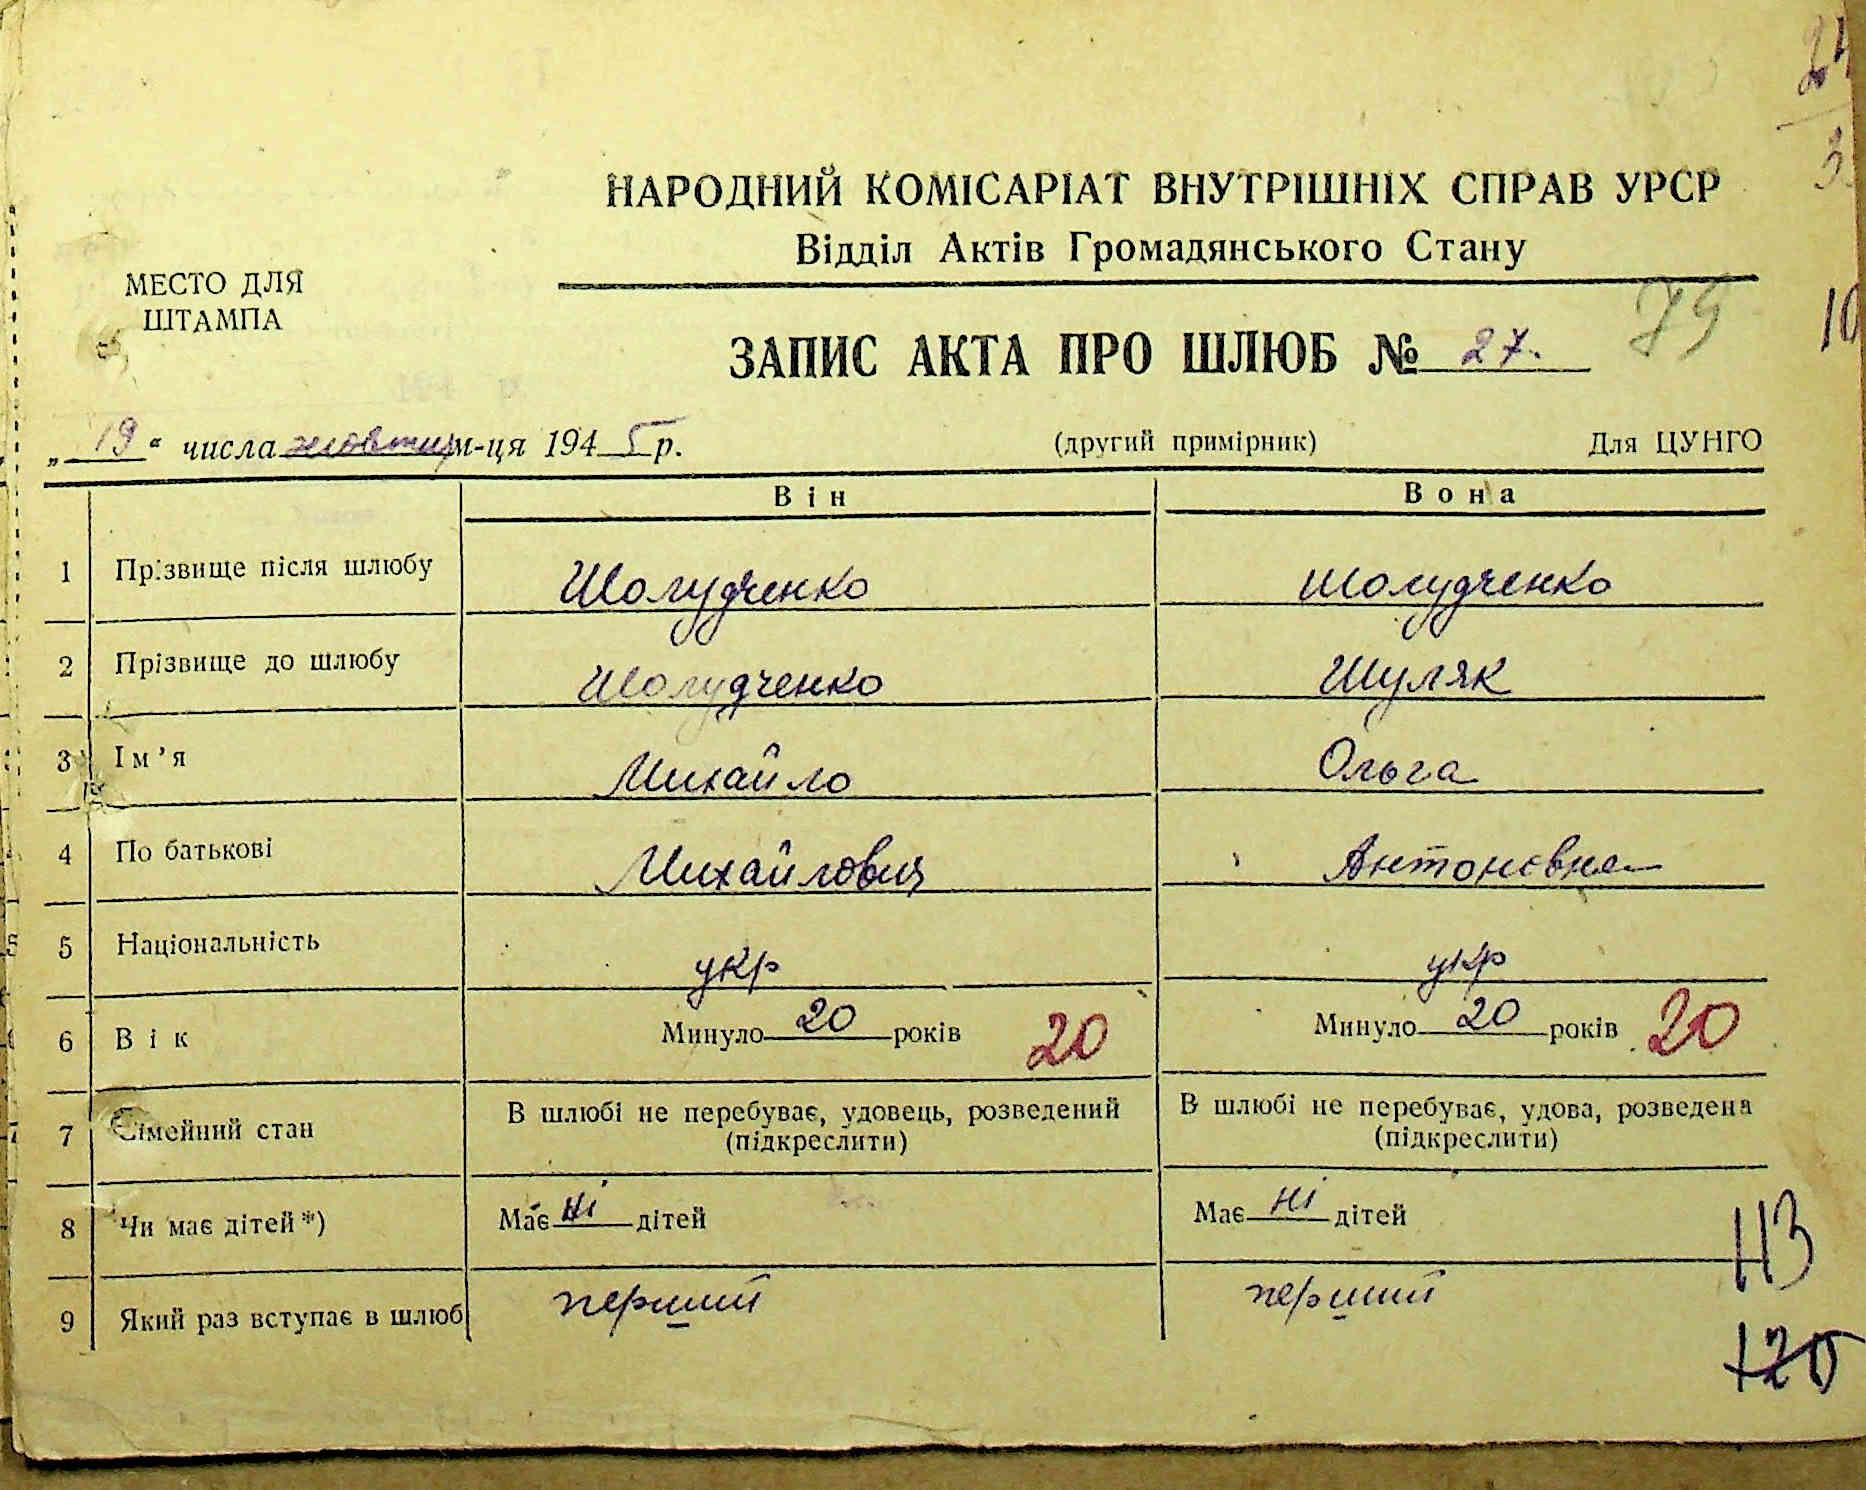 24
3
НАРОДНИЙ КОМІСАРІАТ ВНУТРІШНІХ СПРАВ УРСР
Відділ Актів Громадянського Стану
МЕСТО ДЛЯ
ШТАМПА
75
10
ЗАПИС АКТА ПРО ШЛЮБ № 27.
„19“ числа жовтня м-ця 1945 р. (другий примірник) Для ЦУНГО
Він Вона
1 Прізвище після шлюбу Шолудченко Шолудченко
2 Прізвище до шлюбу Шолудченко Шуляк
3 Ім’я Михайло Ольга
4 По батькові Михайлович Антонєвна
5 Національність укр укр
6 Вік Минуло 20 років 20 Минуло 20 років 20
7 Сімейний стан В шлюбі не перебуває, удовець, розведений (підкреслити) В шлюбі не перебуває, удова, розведена (підкреслити)
8 Чи має дітей*) Має ні дітей Має ні дітей
113
9 Який раз вступає в шлюб перший перший
120